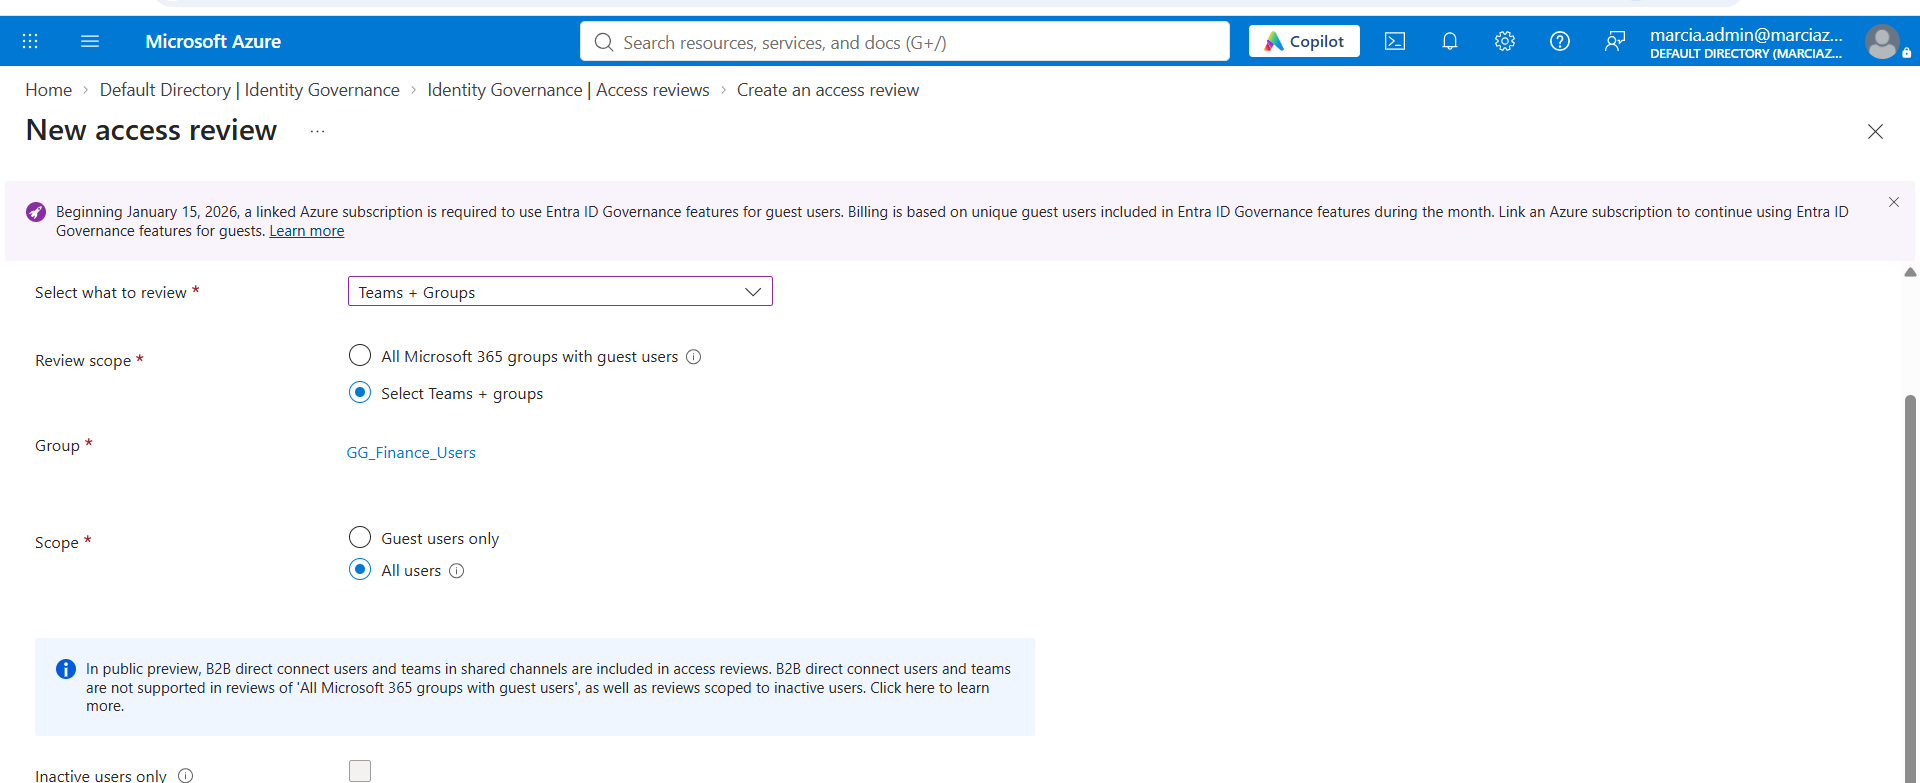 Microsoft Azure
Search resources, services, and docs (G+/)
Copilot
marcia.admin@marciaz...
DEFAULT DIRECTORY (MARCIAZ...
Home > Default Directory | Identity Governance > Identity Governance | Access reviews > Create an access review
New access review ...
Beginning January 15, 2026, a linked Azure subscription is required to use Entra ID Governance features for guest users. Billing is based on unique guest users included in Entra ID Governance features during the month. Link an Azure subscription to continue using Entra ID
Governance features for guests. Learn more
Select what to review *
Teams + Groups
Review scope *
All Microsoft 365 groups with guest users
Select Teams + groups
Group *
GG_Finance_Users
Scope *
Guest users only
All users
In public preview, B2B direct connect users and teams in shared channels are included in access reviews. B2B direct connect users and teams
are not supported in reviews of 'All Microsoft 365 groups with guest users', as well as reviews scoped to inactive users. Click here to learn
more.
Inactive users only